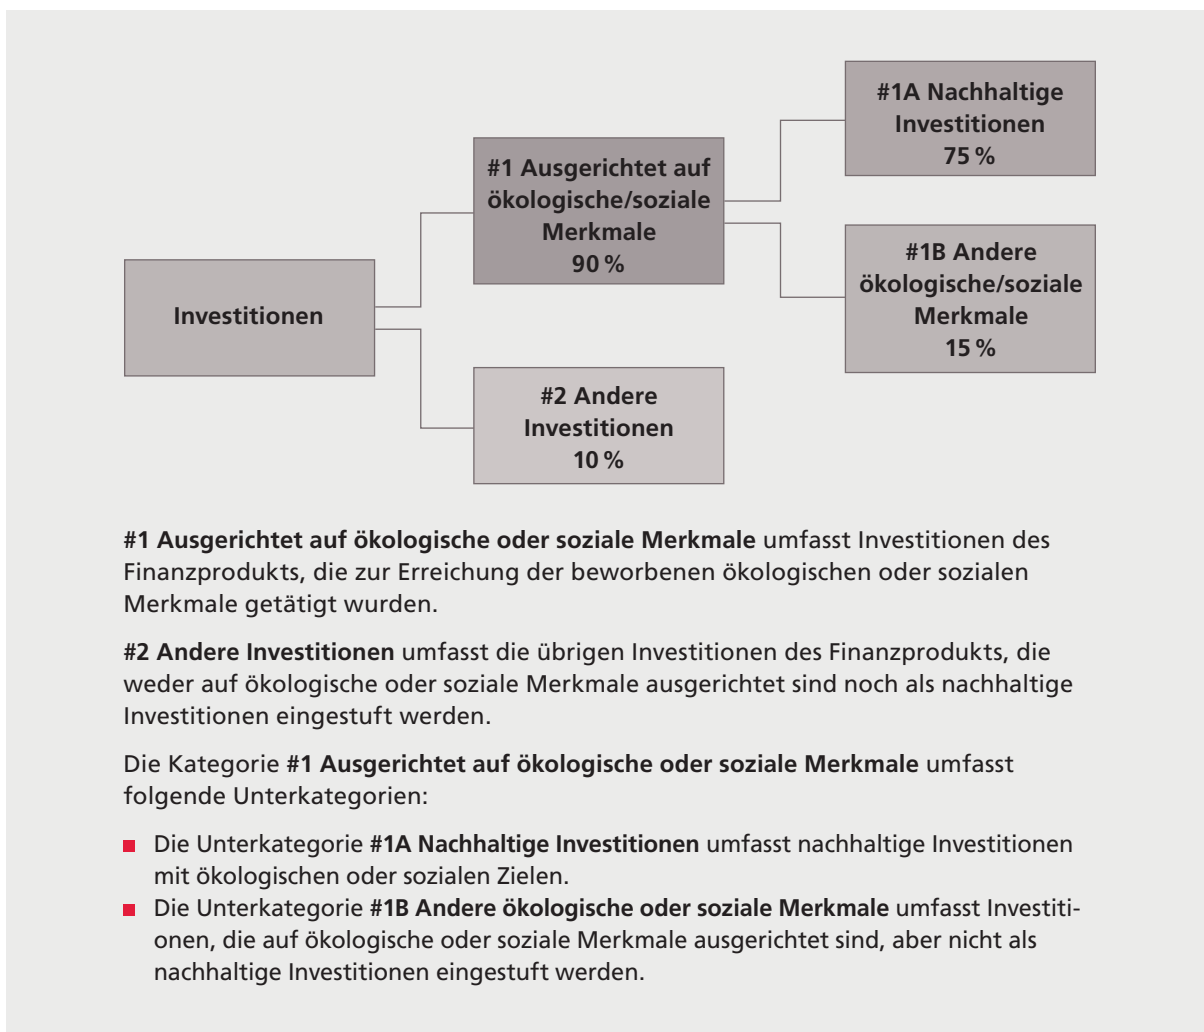 #1A Nachhaltige
Investitionen
75 %
#1 Ausgerichtet auf
ökologische/soziale
Merkmale
90 %
#1B Andere
ökologische/soziale
Merkmale
15 %
Investitionen
#2 Andere
Investitionen
10 %
#1 Ausgerichtet auf ökologische oder soziale Merkmale umfasst Investitionen des
Finanzprodukts, die zur Erreichung der beworbenen ökologischen oder sozialen
Merkmale getätigt wurden.
#2 Andere Investitionen umfasst die übrigen Investitionen des Finanzprodukts, die
weder auf ökologische oder soziale Merkmale ausgerichtet sind noch als nachhaltige
Investitionen eingestuft werden.
Die Kategorie #1 Ausgerichtet auf ökologische oder soziale Merkmale umfasst
folgende Unterkategorien:
Die Unterkategorie #1A Nachhaltige Investitionen umfasst nachhaltige Investitionen
mit ökologischen oder sozialen Zielen.
Die Unterkategorie #1B Andere ökologische oder soziale Merkmale umfasst Investiti-
onen, die auf ökologische oder soziale Merkmale ausgerichtet sind, aber nicht als
nachhaltige Investitionen eingestuft werden.